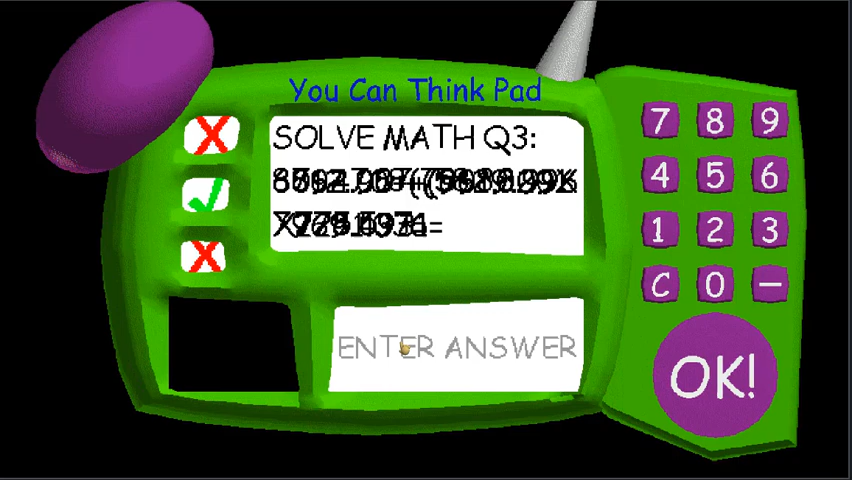 You Can Think Pad
SOLVE MATH Q3:
ENTER ANSWER
7 8 9
4 5 6
1 2 3
C 0 −
OK!